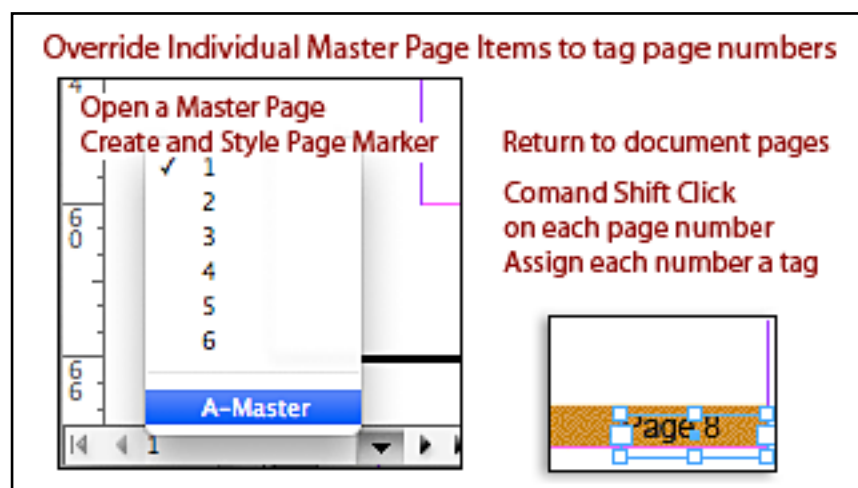 Override Individual Master Page Items to tag page numbers
Open a Master Page
Create and Style Page Marker
✓ 1
2
3
4
5
6
A-Master
1
60
66
Return to document pages
Comand Shift Click
on each page number
Assign each number a tag
Page 8